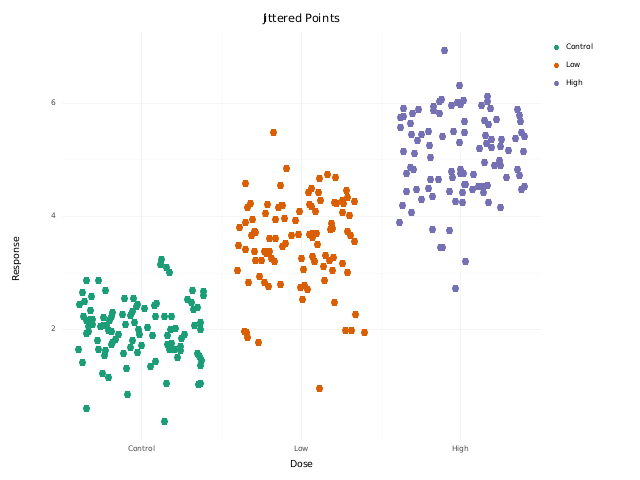 Jittered Points
Control
Low
High
Response
6
4
2
Control
Low
High
Dose